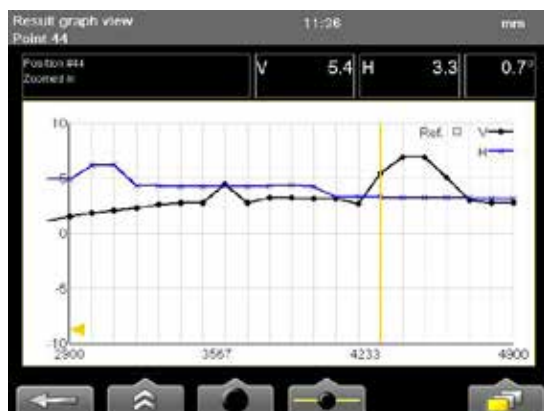 Result graph view
11:26
mm
Point 44
Position #44
Zoomed in
V 5.4
H 3.3
0.7°
Ref.
V
H
10
5
0
-5
-10
2900
3567
4233
4900